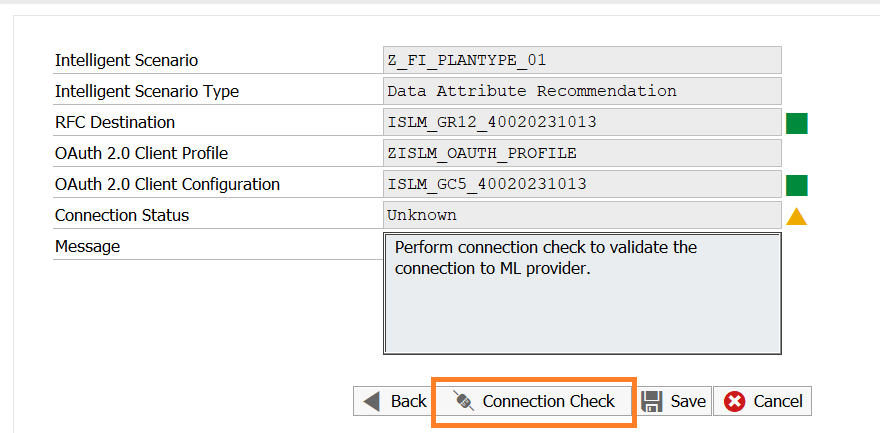 Intelligent Scenario Z_FI_PLANTYPE_01
Intelligent Scenario Type Data Attribute Recommendation
RFC Destination ISLM_GR12_40020231013
OAuth 2.0 Client Profile ZISLM_OAUTH_PROFILE
OAuth 2.0 Client Configuration ISLM_GC5_40020231013
Connection Status Unknown
Message Perform connection check to validate the
connection to ML provider.
Back Connection Check Save Cancel